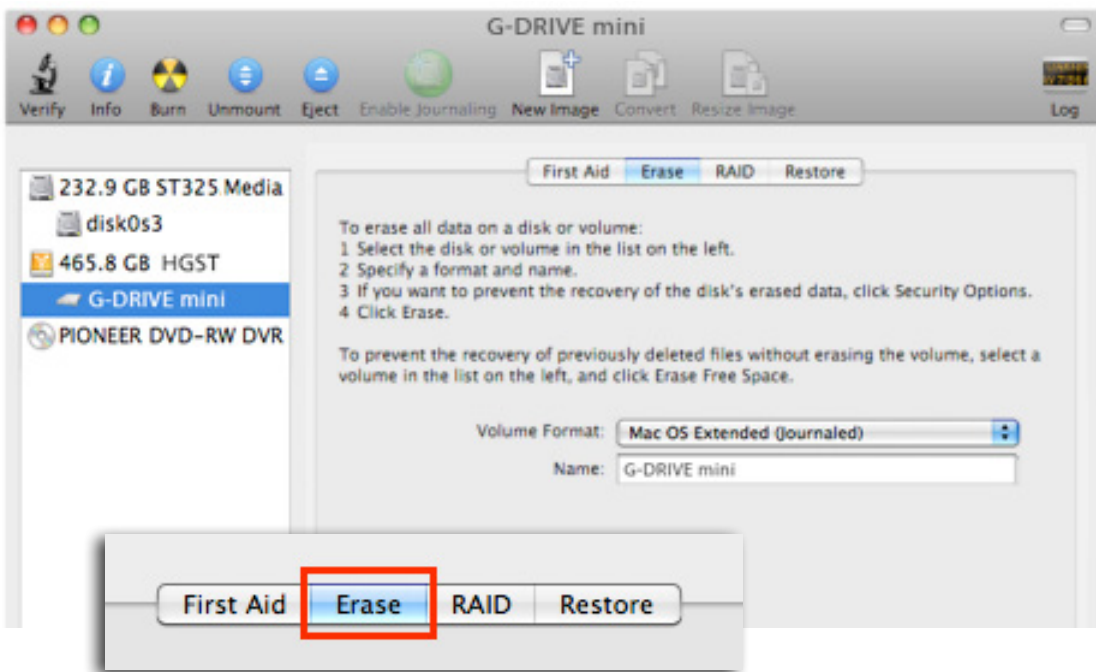 G-DRIVE mini
Verify Info Burn Unmount Eject Enable Journaling New Image Convert Resize Image Log
First Aid Erase RAID Restore
232.9 GB ST325 Media
disk0s3
465.8 GB HGST
G-DRIVE mini
PIONEER DVD-RW DVR
To erase all data on a disk or volume:
1 Select the disk or volume in the list on the left.
2 Specify a format and name.
3 If you want to prevent the recovery of the disk's erased data, click Security Options.
4 Click Erase.
To prevent the recovery of previously deleted files without erasing the volume, select a
volume in the list on the left, and click Erase Free Space.
Volume Format: Mac OS Extended (Journaled)
Name: G-DRIVE mini
First Aid Erase RAID Restore